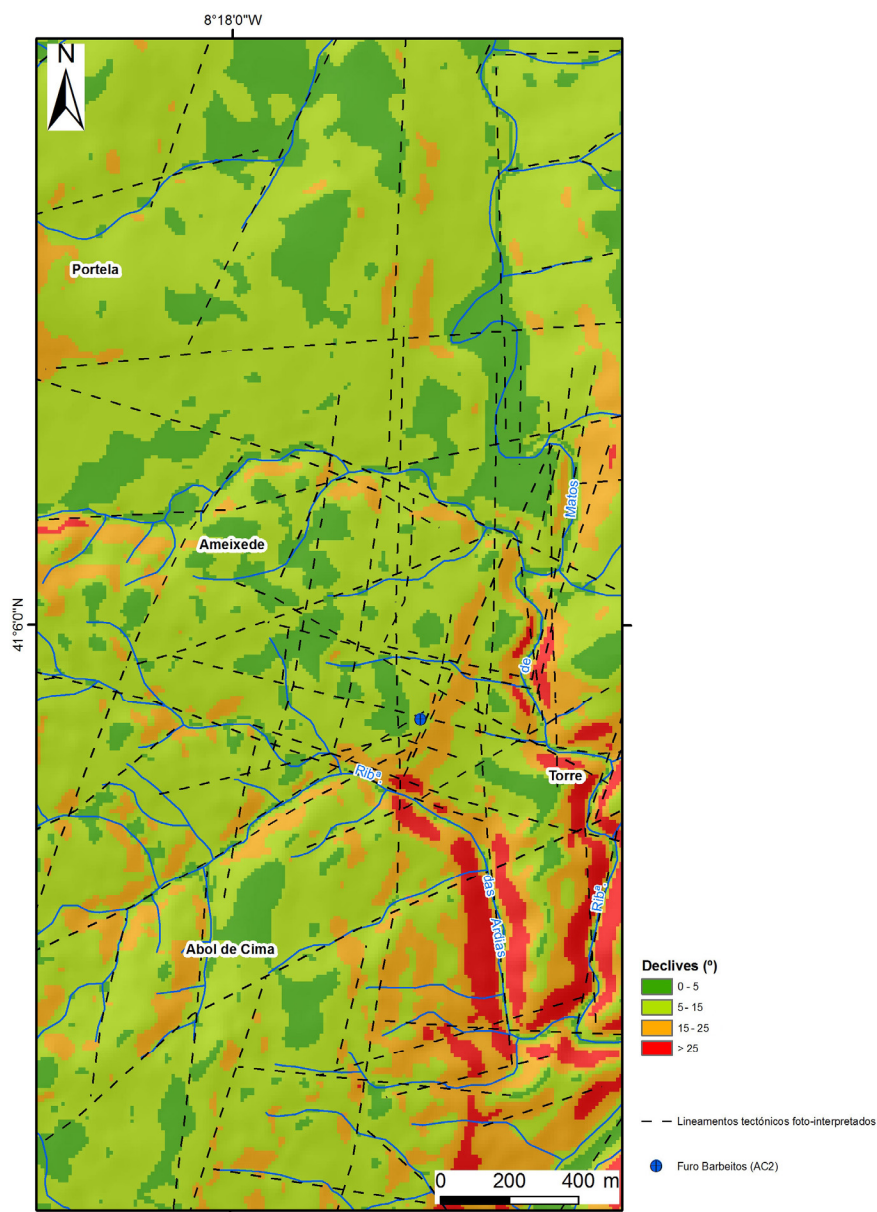 8°18'0"W
N
Portela
Matos
Ameixede
41°6'0"N
de
Torre
Ribª.
das Ardias
Ribª.
Abol de Cima
Declives (º)
0 - 5
5 - 15
15 - 25
> 25
Lineamentos tectónicos foto-interpretados
Furo Barbeitos (AC2)
0 200 400 m